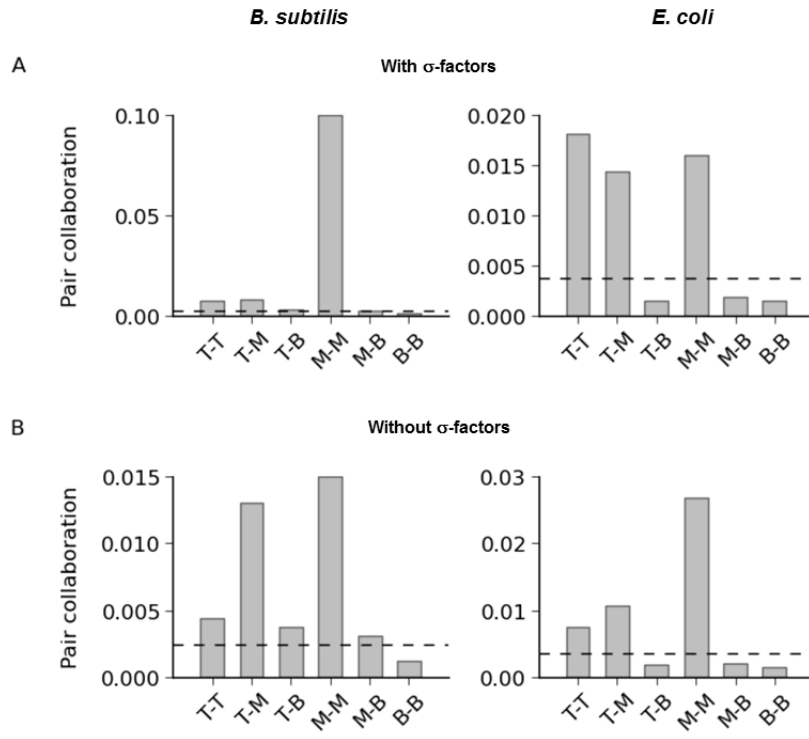 B. subtilis E. coli
A With σ-factors
Pair collaboration
0.10
0.05
0.00
T-T T-M T-B M-M M-B B-B
0.020
0.015
0.010
0.005
0.000
T-T T-M T-B M-M M-B B-B
B Without σ-factors
Pair collaboration
0.015
0.010
0.005
0.000
T-T T-M T-B M-M M-B B-B
0.03
0.02
0.01
0.00
T-T T-M T-B M-M M-B B-B